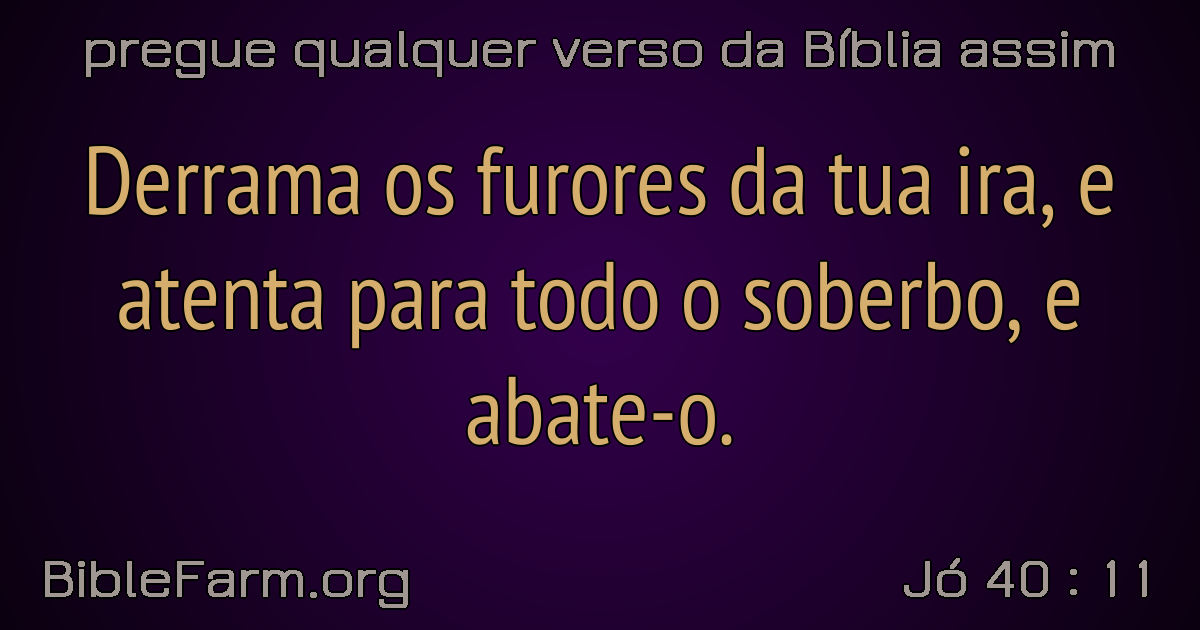 pregue qualquer verso da Bíblia assim
Derrama os furores da tua ira, e
atenta para todo o soberbo, e
abate-o.
BibleFarm.org
Jó 40 : 11